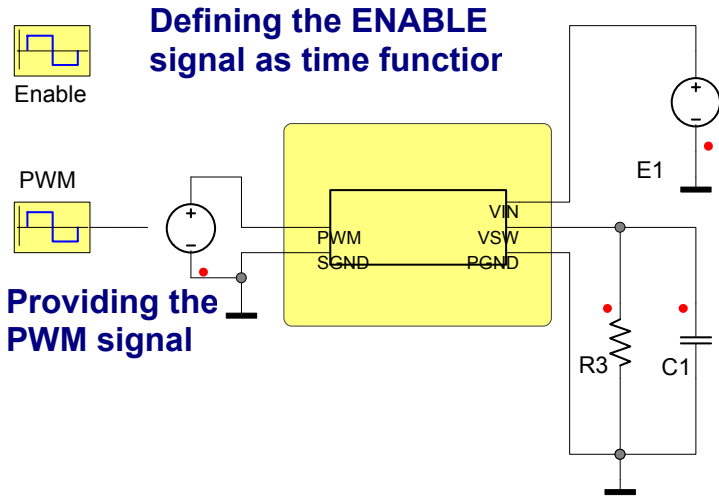 Defining the ENABLE
signal as time function
Enable
PWM
E1
VIN
PWM
VSW
SGND
PGND
Providing the
PWM signal
R3
C1